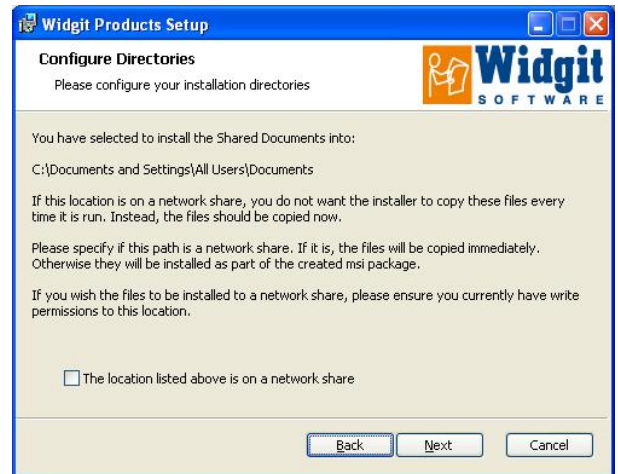 Widgit Products Setup
Configure Directories
Please configure your installation directories
Widgit
SOFTWARE
You have selected to install the Shared Documents into:
C:\Documents and Settings\All Users\Documents
If this location is on a network share, you do not want the installer to copy these files every
time it is run. Instead, the files should be copied now.
Please specify if this path is a network share. If it is, the files will be copied immediately.
Otherwise they will be installed as part of the created msi package.
If you wish the files to be installed to a network share, please ensure you currently have write
permissions to this location.
The location listed above is on a network share
Back Next Cancel